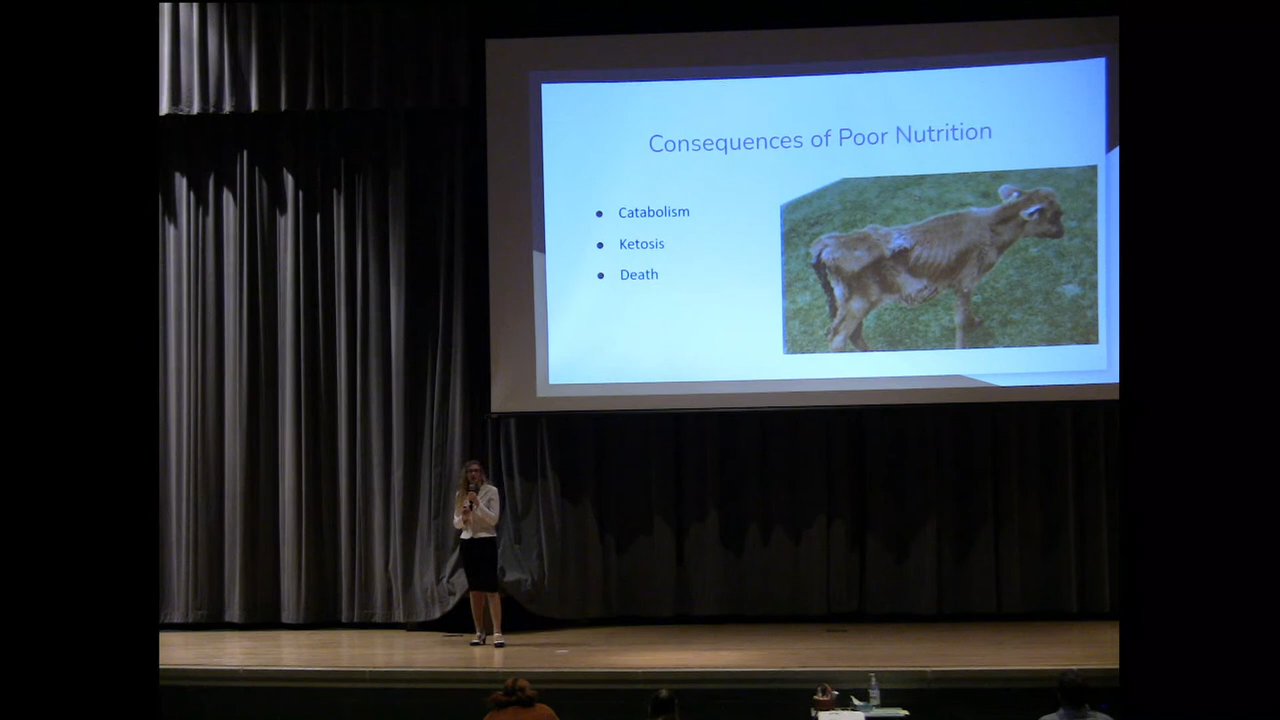 Consequences of Poor Nutrition
● Catabolism
● Ketosis
● Death